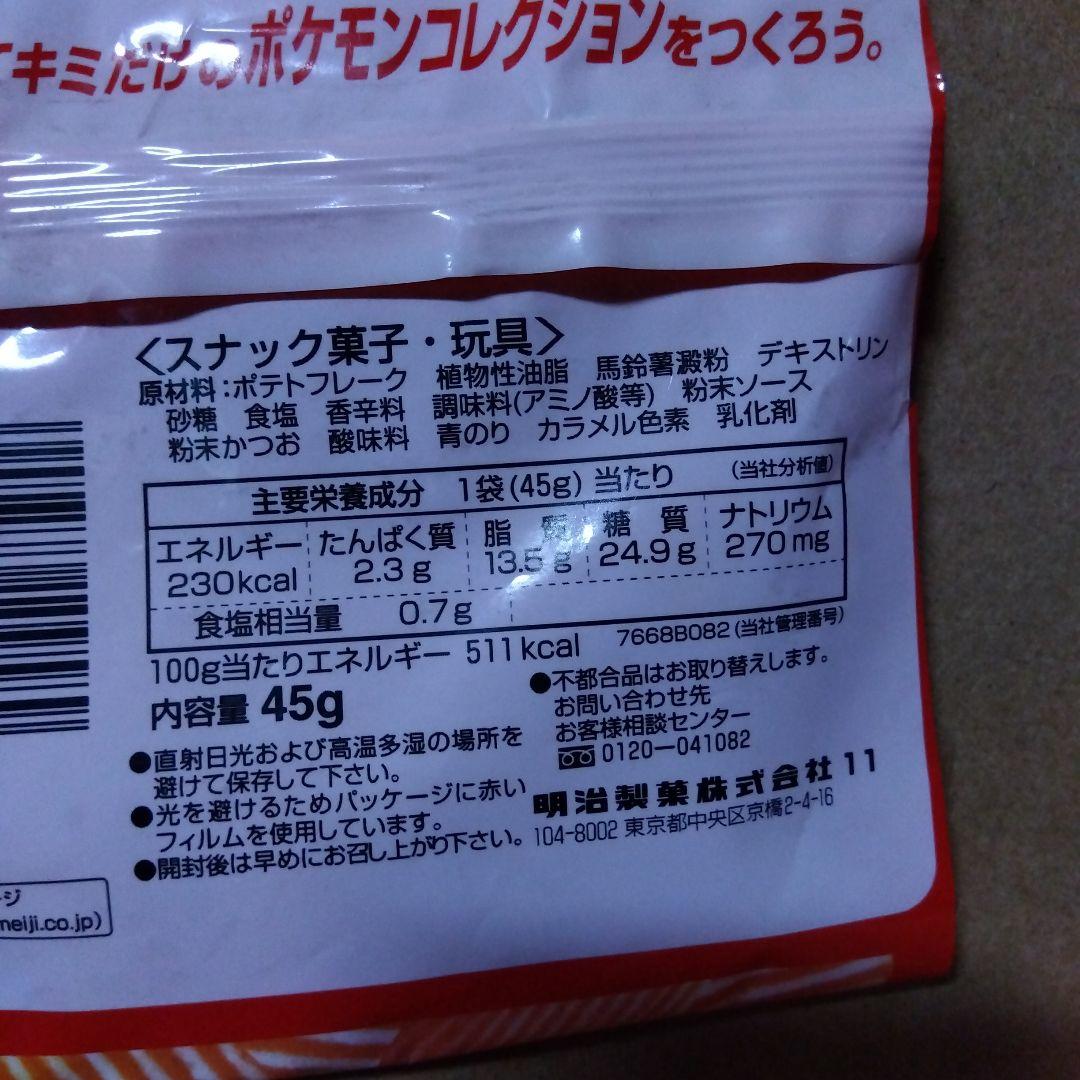 キミだけのポケモンコレクションをつくろう。
<スナック菓子・玩具>
原材料:ポテトフレーク 植物性油脂 馬鈴薯澱粉 デキストリン
砂糖 食塩 香辛料 調味料(アミノ酸等) 粉末ソース
粉末かつお 酸味料 青のり カラメル色素 乳化剤
主要栄養成分 1袋(45g)当たり (当社分析値)
エネルギー たんぱく質 脂質 糖質 ナトリウム
230kcal 2.3g 13.5g 24.9g 270mg
食塩相当量 0.7g
100g当たりエネルギー 511kcal 7668B082(当社管理番号)
内容量 45g
●直射日光および高温多湿の場所を
避けて保存して下さい。
●光を避けるためパッケージに赤い
フィルムを使用しています。
●開封後は早めにお召し上がり下さい。
●不都合品はお取り替えします。
お問い合わせ先
お客様相談センター
0120-041082
明治製菓株式会社 11
104-8002 東京都中央区京橋2-4-16
ージ
meiji.co.jp)